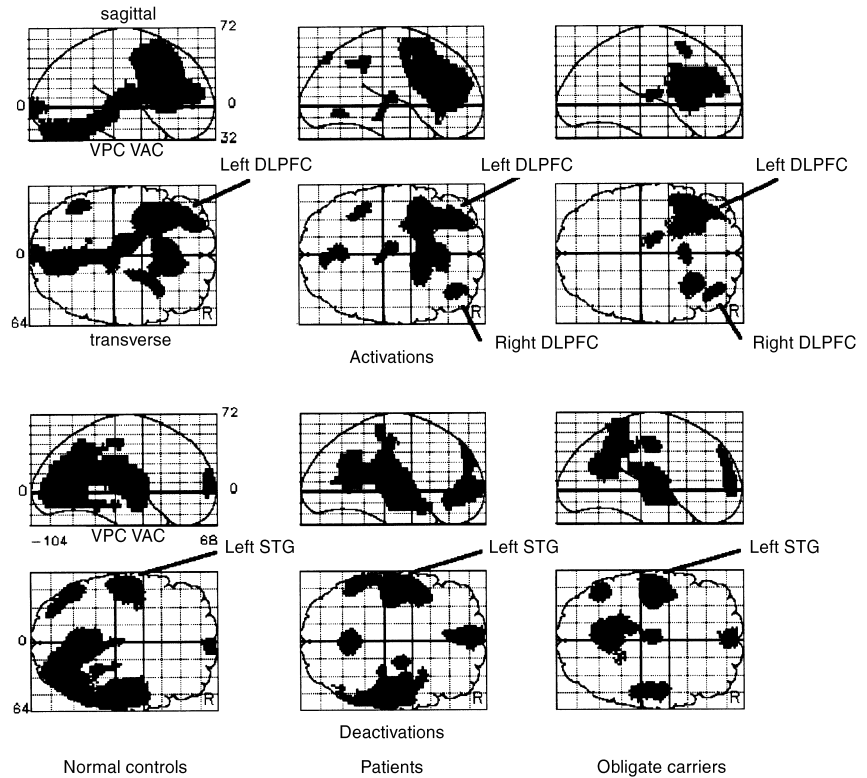 sagittal
72
0
0
32
VPC VAC
Left DLPFC
Left DLPFC
Left DLPFC
0
64
R
R
R
transverse
Activations
Right DLPFC
Right DLPFC
72
0
0
−104
VPC VAC
68
Left STG
Left STG
Left STG
0
64
R
R
R
Deactivations
Normal controls
Patients
Obligate carriers